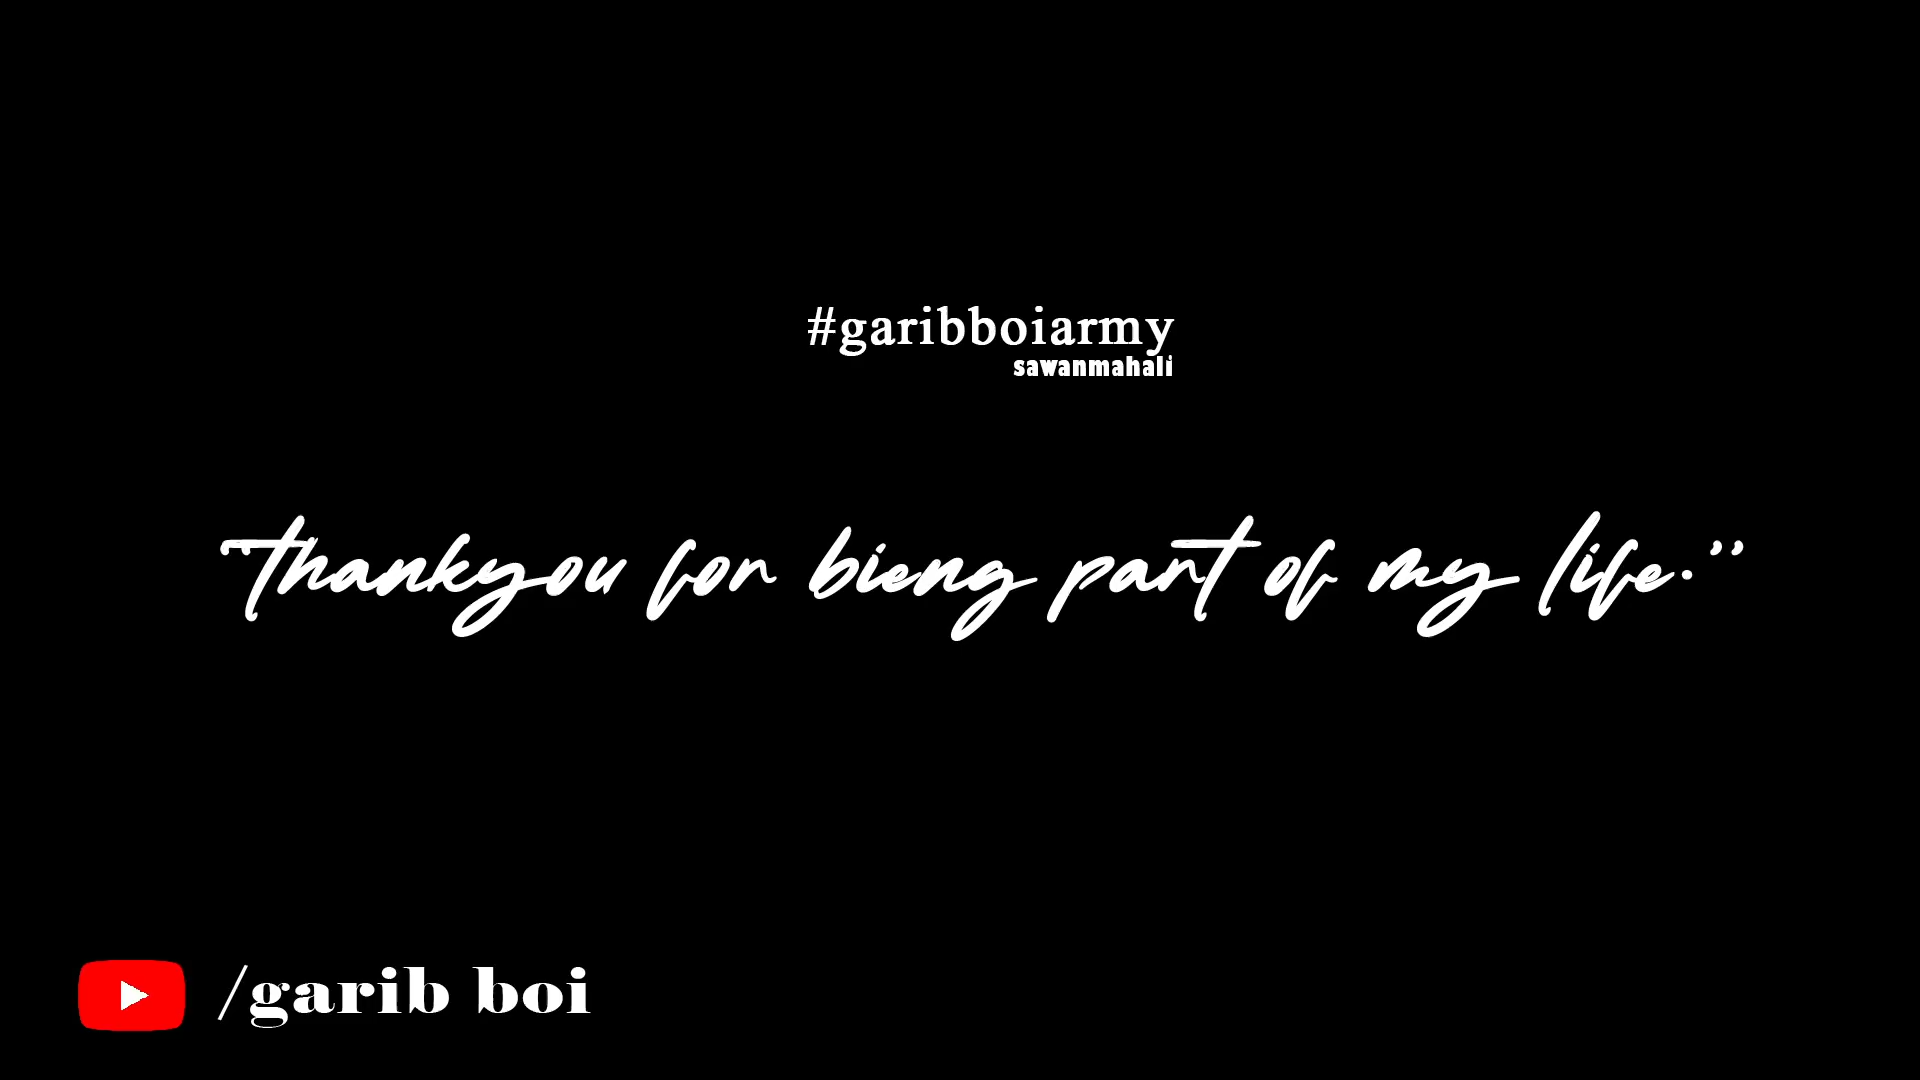 #garibboiarmy
sawanmahali
“thankyou for bieng part of my life.”
/garib boi